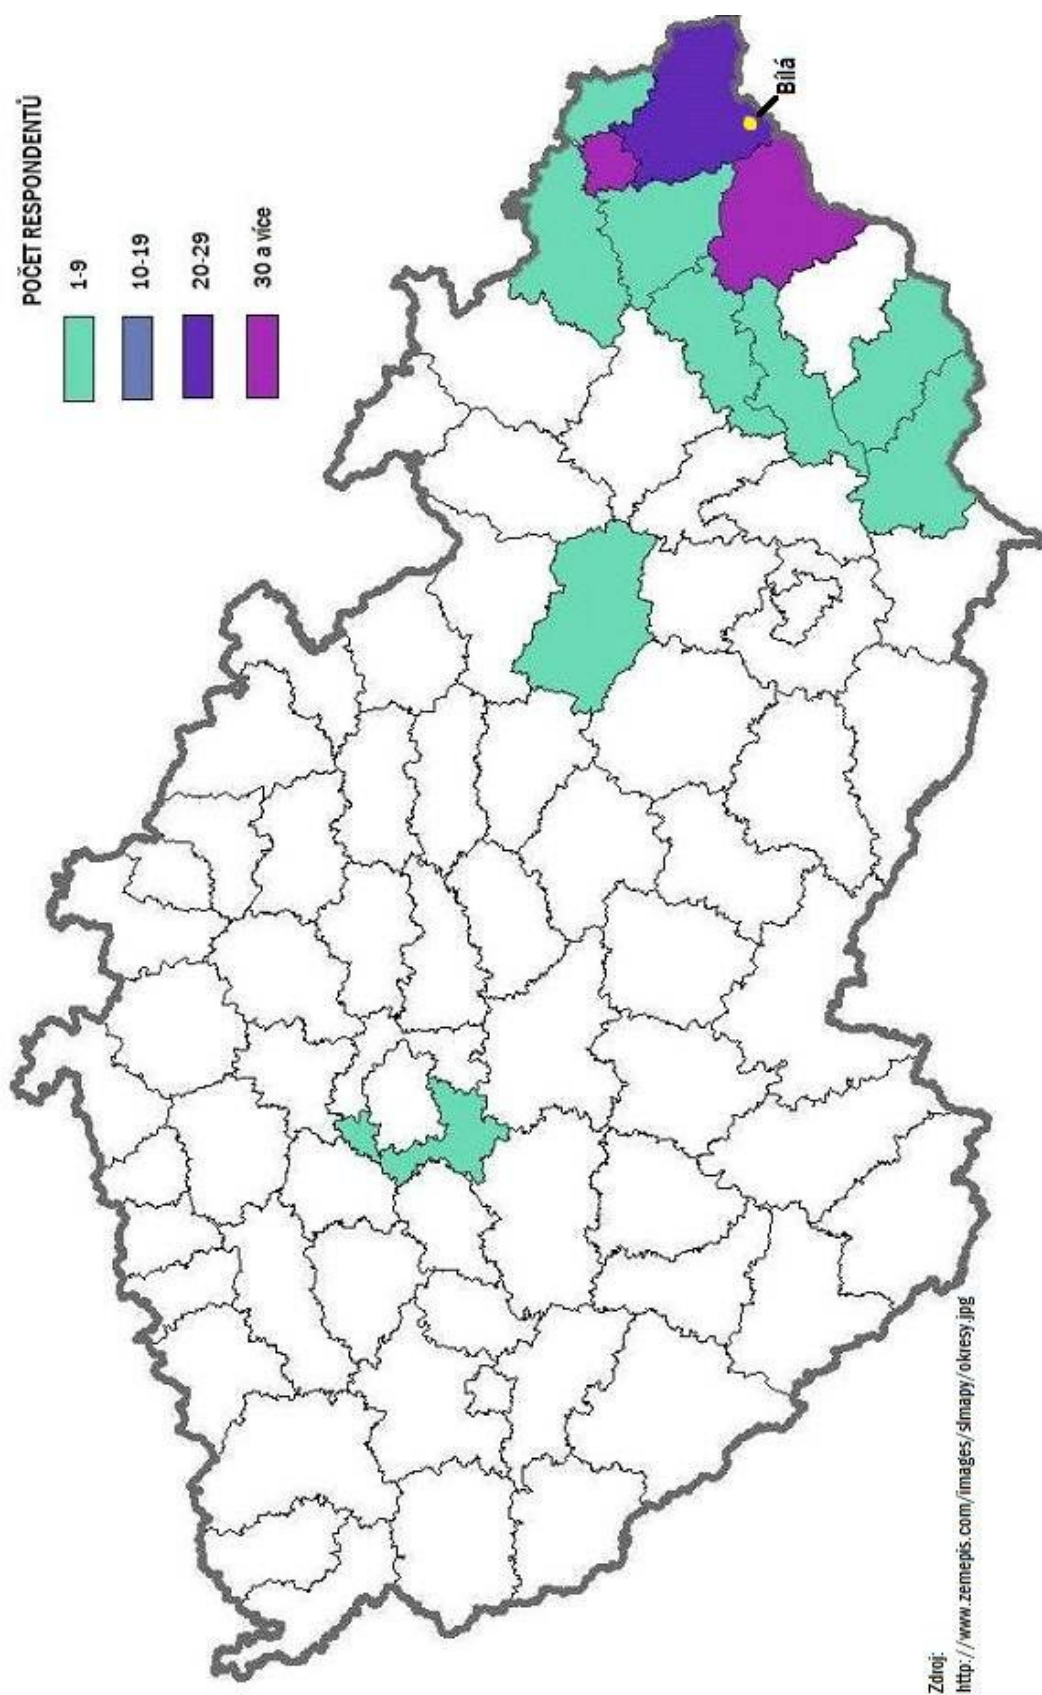 POČET RESPONDENTŮ
1-9
10-19
20-29
30 a více
Bílá
Zdroj:
http://www.zemepis.com/images/slmapy/okresy.jpg